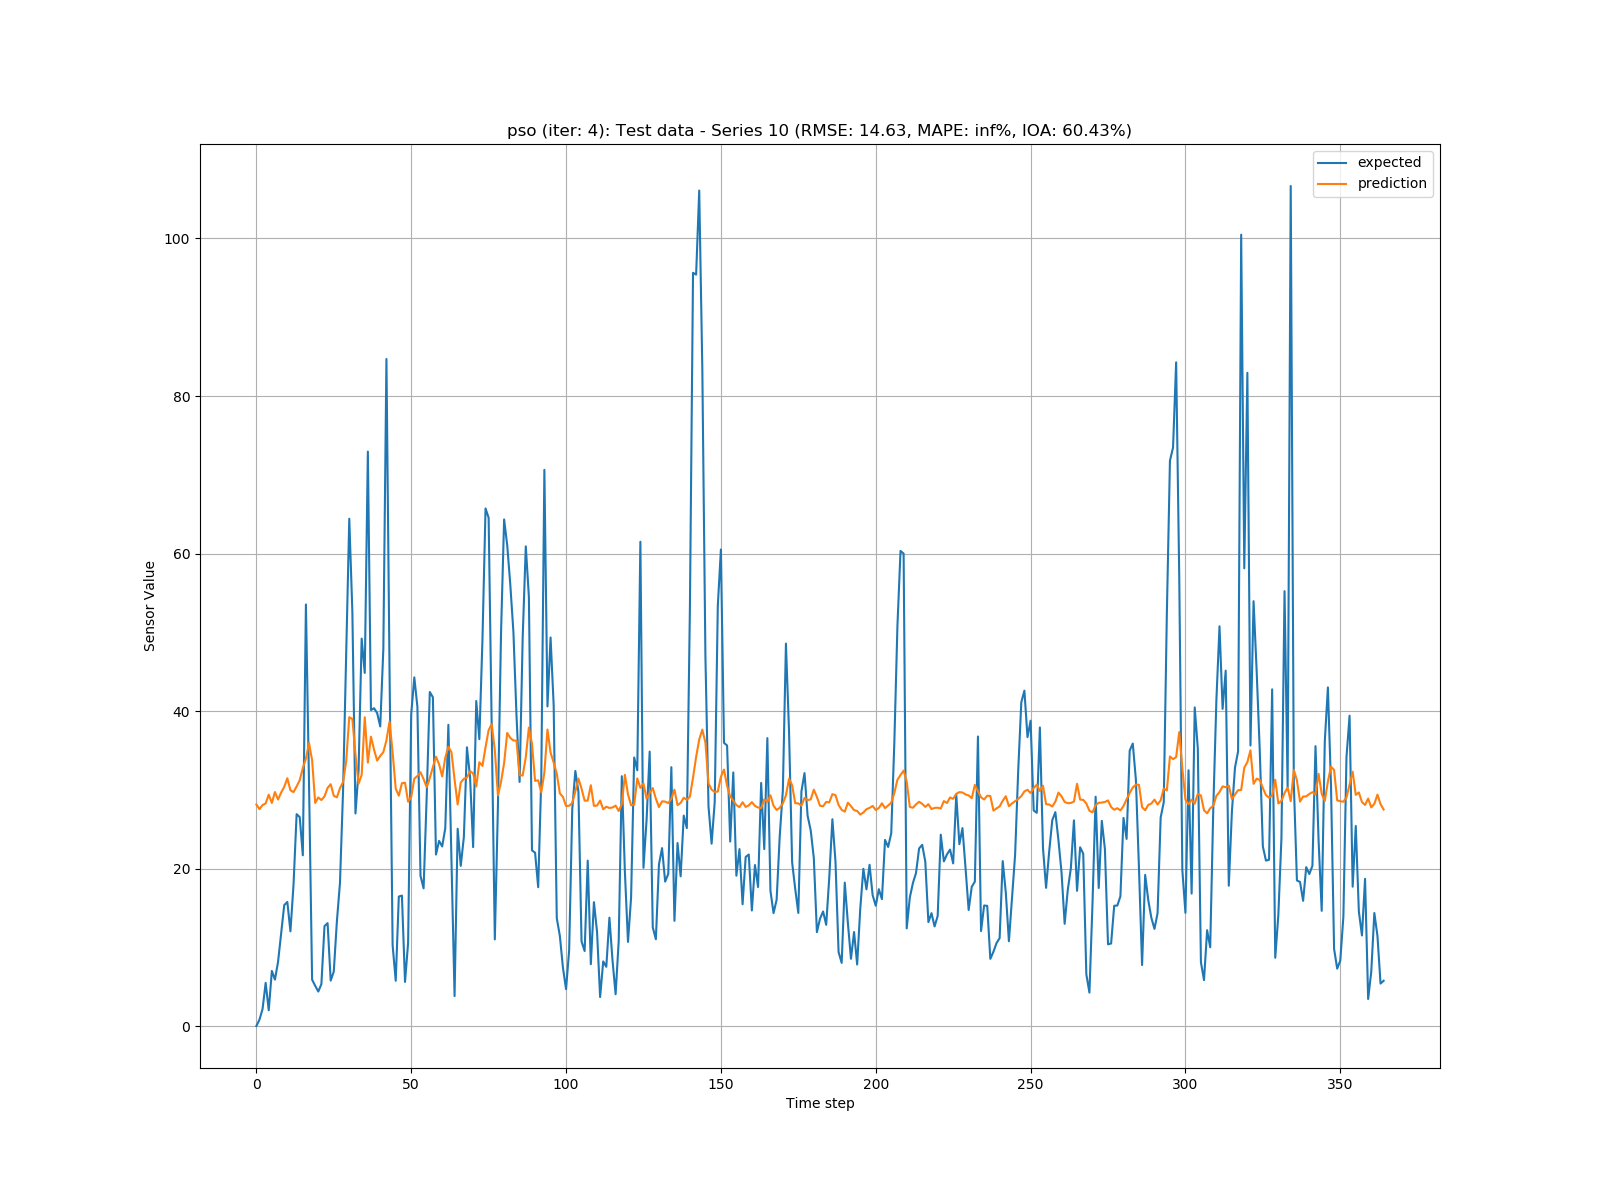 pso (iter: 4): Test data - Series 10 (RMSE: 14.63, MAPE: inf%, IOA: 60.43%)
expected
prediction
100
80
60
40
20
0
Sensor Value
0 50 100 150 200 250 300 350
Time step